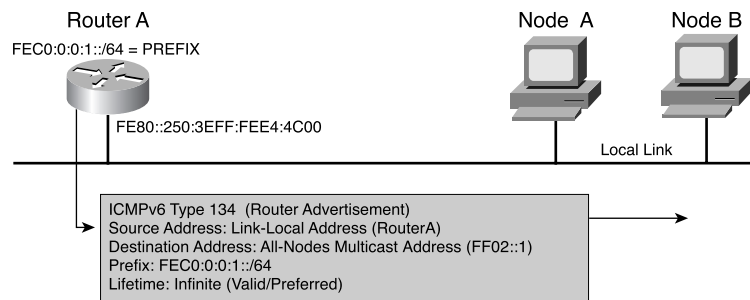 Router A
Node A
Node B
FEC0:0:0:1::/64 = PREFIX
FE80::250:3EFF:FEE4:4C00
Local Link
ICMPv6 Type 134 (Router Advertisement)
Source Address: Link-Local Address (RouterA)
Destination Address: All-Nodes Multicast Address (FF02::1)
Prefix: FEC0:0:0:1::/64
Lifetime: Infinite (Valid/Preferred)